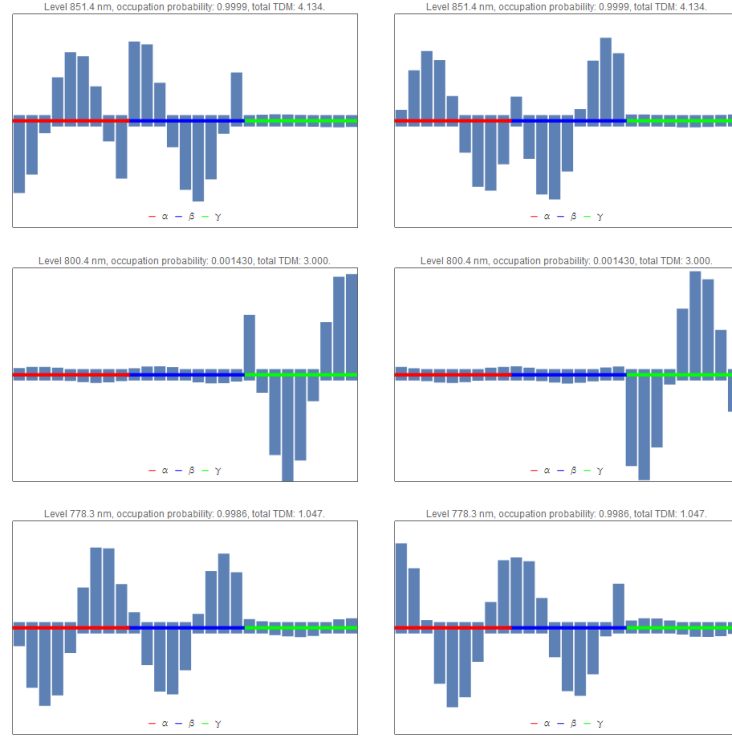 Level 851.4 nm, occupation probability: 0.9999, total TDM: 4.134.
Level 851.4 nm, occupation probability: 0.9999, total TDM: 4.134.
— α — β — γ
— α — β — γ
Level 800.4 nm, occupation probability: 0.001430, total TDM: 3.000.
Level 800.4 nm, occupation probability: 0.001430, total TDM: 3.000.
— α — β — γ
— α — β — γ
Level 778.3 nm, occupation probability: 0.9986, total TDM: 1.047.
Level 778.3 nm, occupation probability: 0.9986, total TDM: 1.047.
— α — β — γ
— α — β — γ